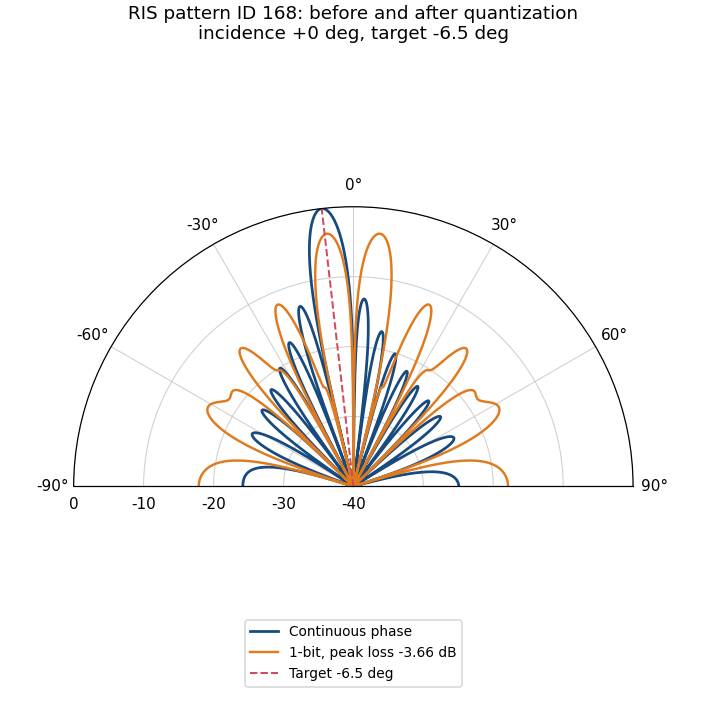 RIS pattern ID 168: before and after quantization
incidence +0 deg, target -6.5 deg
0°
-30°
30°
-60°
60°
-90°
90°
0
-10
-20
-30
-40
Continuous phase
1-bit, peak loss -3.66 dB
Target -6.5 deg